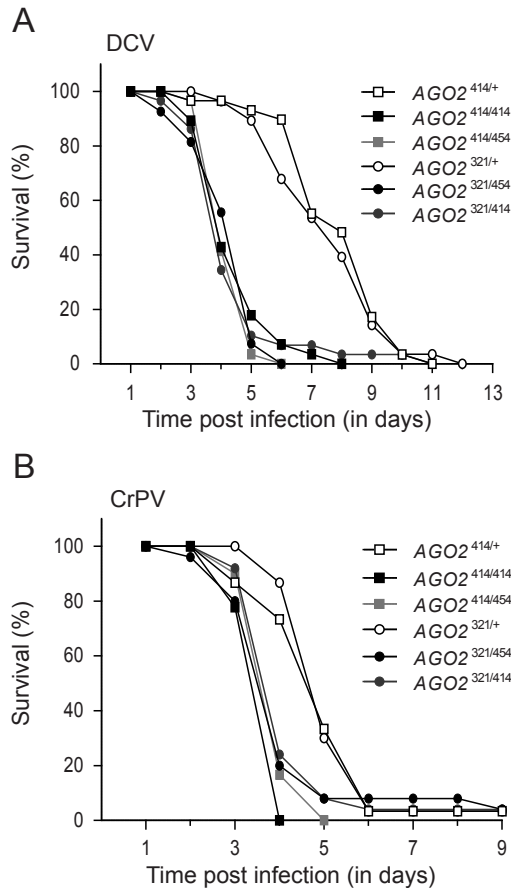 A
DCV
100
80
60
40
20
0
Survival (%)
AGO2 414/+
AGO2 414/414
AGO2 414/454
AGO2 321/+
AGO2 321/454
AGO2 321/414
1 3 5 7 9 11 13
Time post infection (in days)
B
CrPV
100
80
60
40
20
0
Survival (%)
AGO2 414/+
AGO2 414/414
AGO2 414/454
AGO2 321/+
AGO2 321/454
AGO2 321/414
1 3 5 7 9
Time post infection (in days)